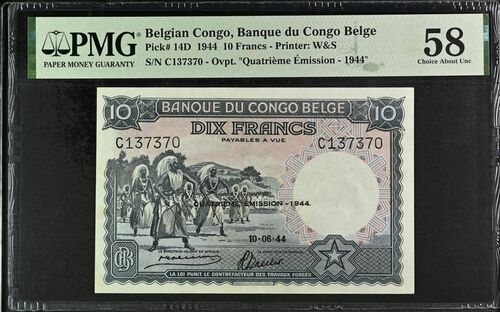 PMG
PAPER MONEY GUARANTY
Belgian Congo, Banque du Congo Belge
Pick# 14D 1944 10 Francs - Printer: W&S
S/N C137370 - Ovpt. "Quatrième Émission - 1944"
58
Choice About Unc
10 BANQUE DU CONGO BELGE 10
DIX FRANCS
PAYABLES A VUE
C137370 C137370
QUATRIÈME ÉMISSION-1944.
10-06-44
LA LOI PUNIT LE CONTREFACTEUR DES TRAVAUX FORCÉS